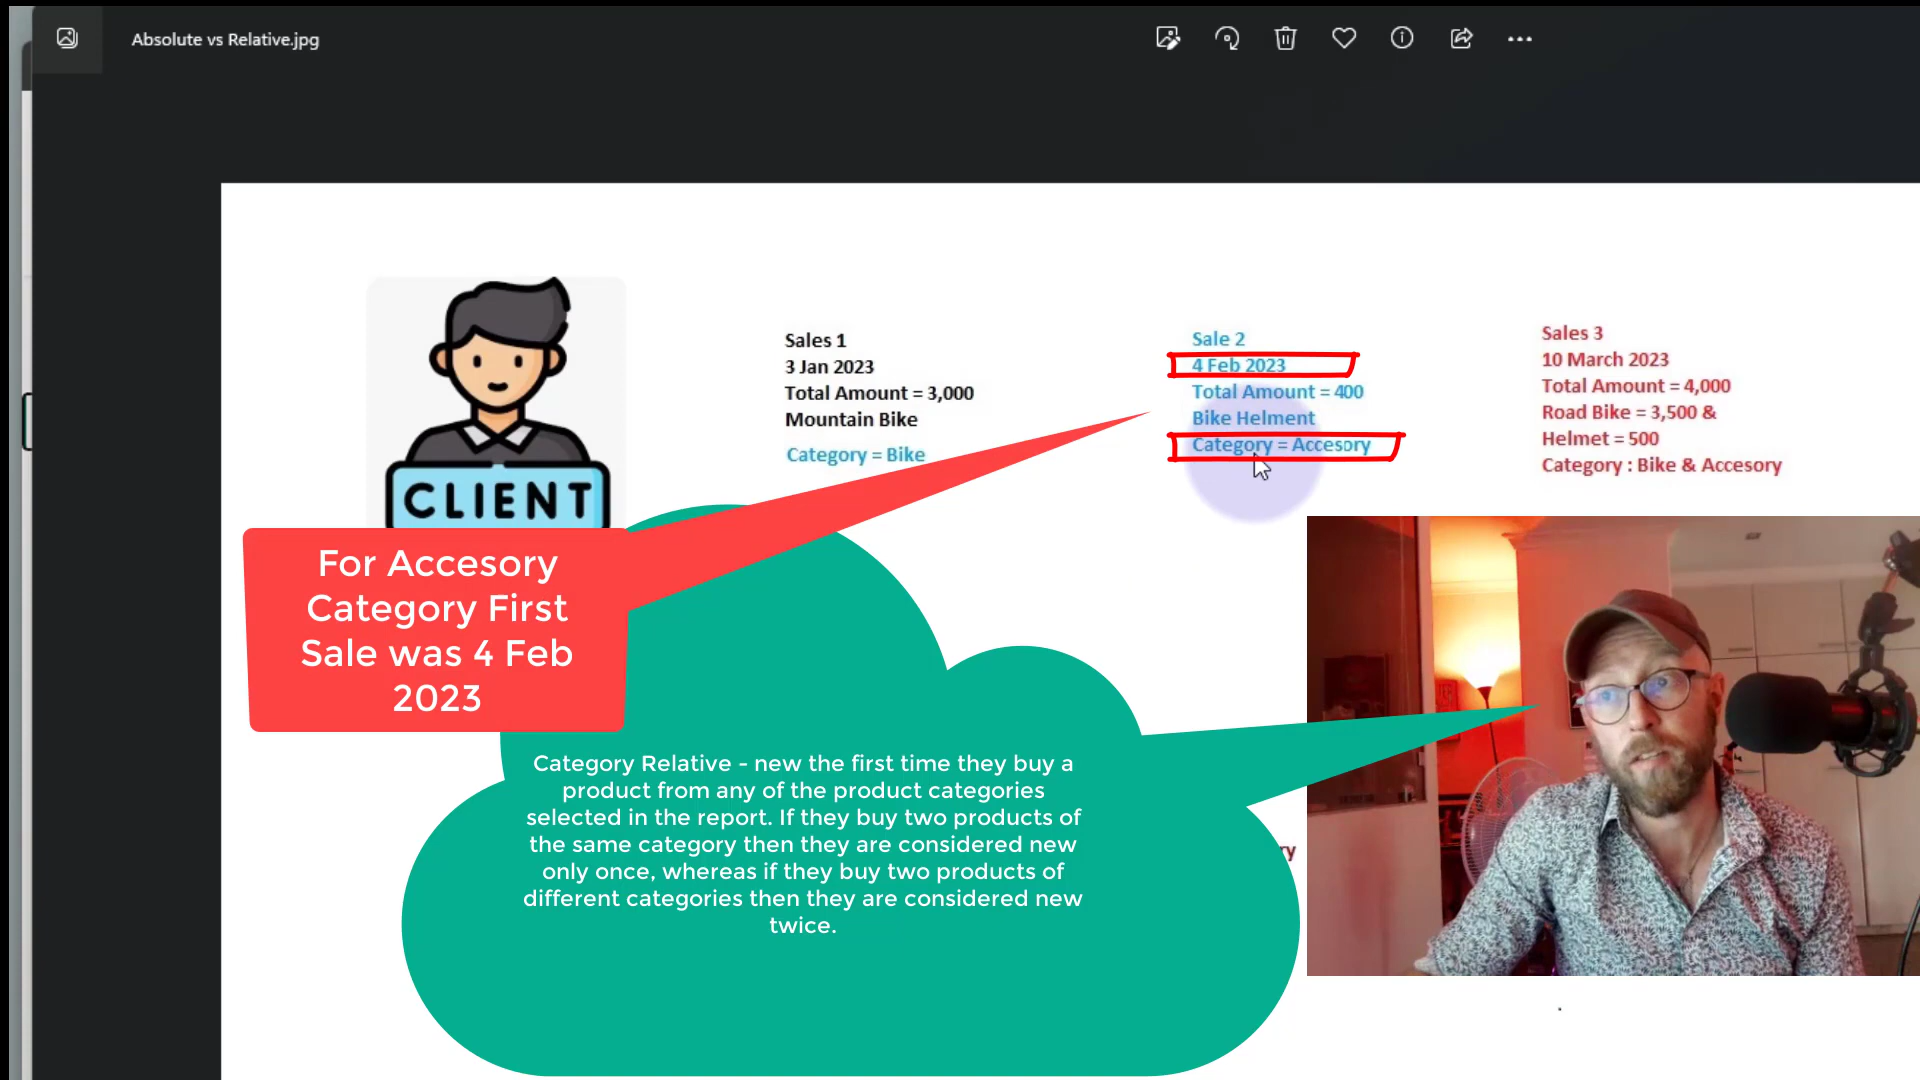 Absolute vs Relative.jpg
Sales 1
3 Jan 2023
Total Amount = 3,000
Mountain Bike
Category = Bike
Sale 2
4 Feb 2023
Total Amount = 400
Bike Helment
Category = Accesory
Sales 3
10 March 2023
Total Amount = 4,000
Road Bike = 3,500 &
Helmet = 500
Category : Bike & Accesory
CLIENT
For Accesory
Category First
Sale was 4 Feb
2023
Category Relative - new the first time they buy a
product from any of the product categories
selected in the report. If they buy two products of
the same category then they are considered new
only once, whereas if they buy two products of
different categories then they are considered new
twice.